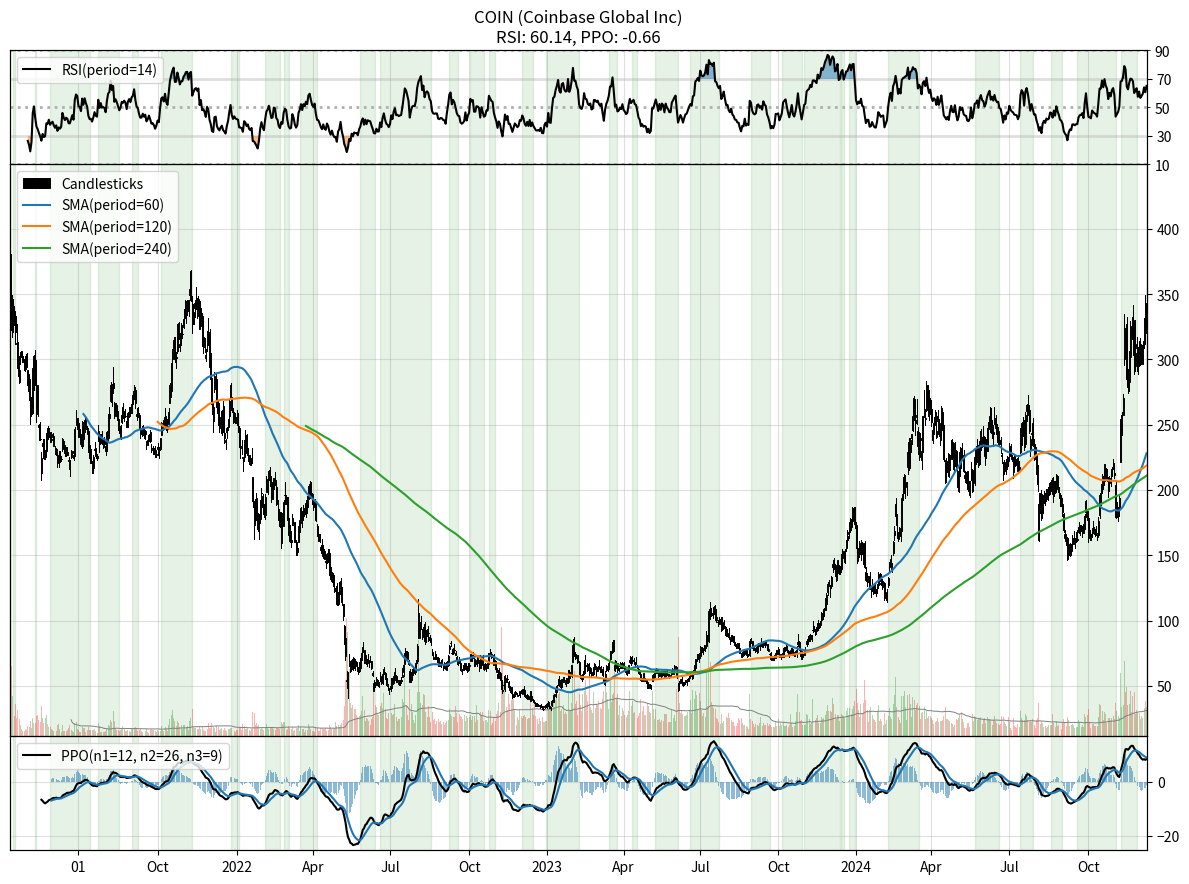 COIN (Coinbase Global Inc)
RSI: 60.14, PPO: -0.66
RSI(period=14)
90
70
50
30
10
Candlesticks
SMA(period=60)
SMA(period=120)
SMA(period=240)
400
350
300
250
200
150
100
50
PPO(n1=12, n2=26, n3=9)
0
−20
01 Oct 2022 Apr Jul Oct 2023 Apr Jul Oct 2024 Apr Jul Oct